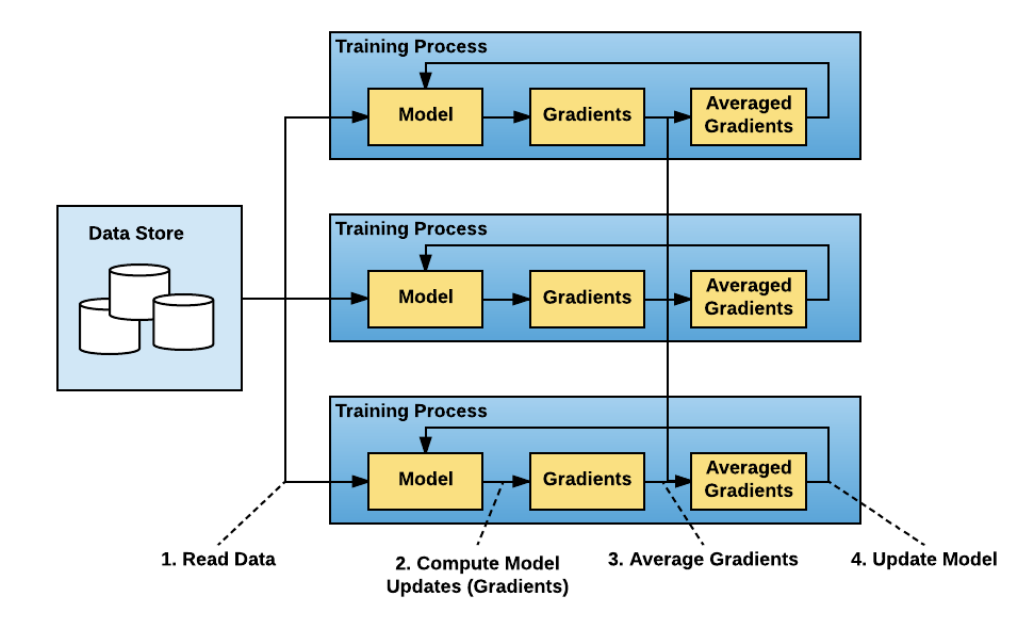 Training Process
Model
Gradients
Averaged
Gradients
Data Store
Training Process
Model
Gradients
Averaged
Gradients
Training Process
Model
Gradients
Averaged
Gradients
1. Read Data
2. Compute Model
Updates (Gradients)
3. Average Gradients
4. Update Model